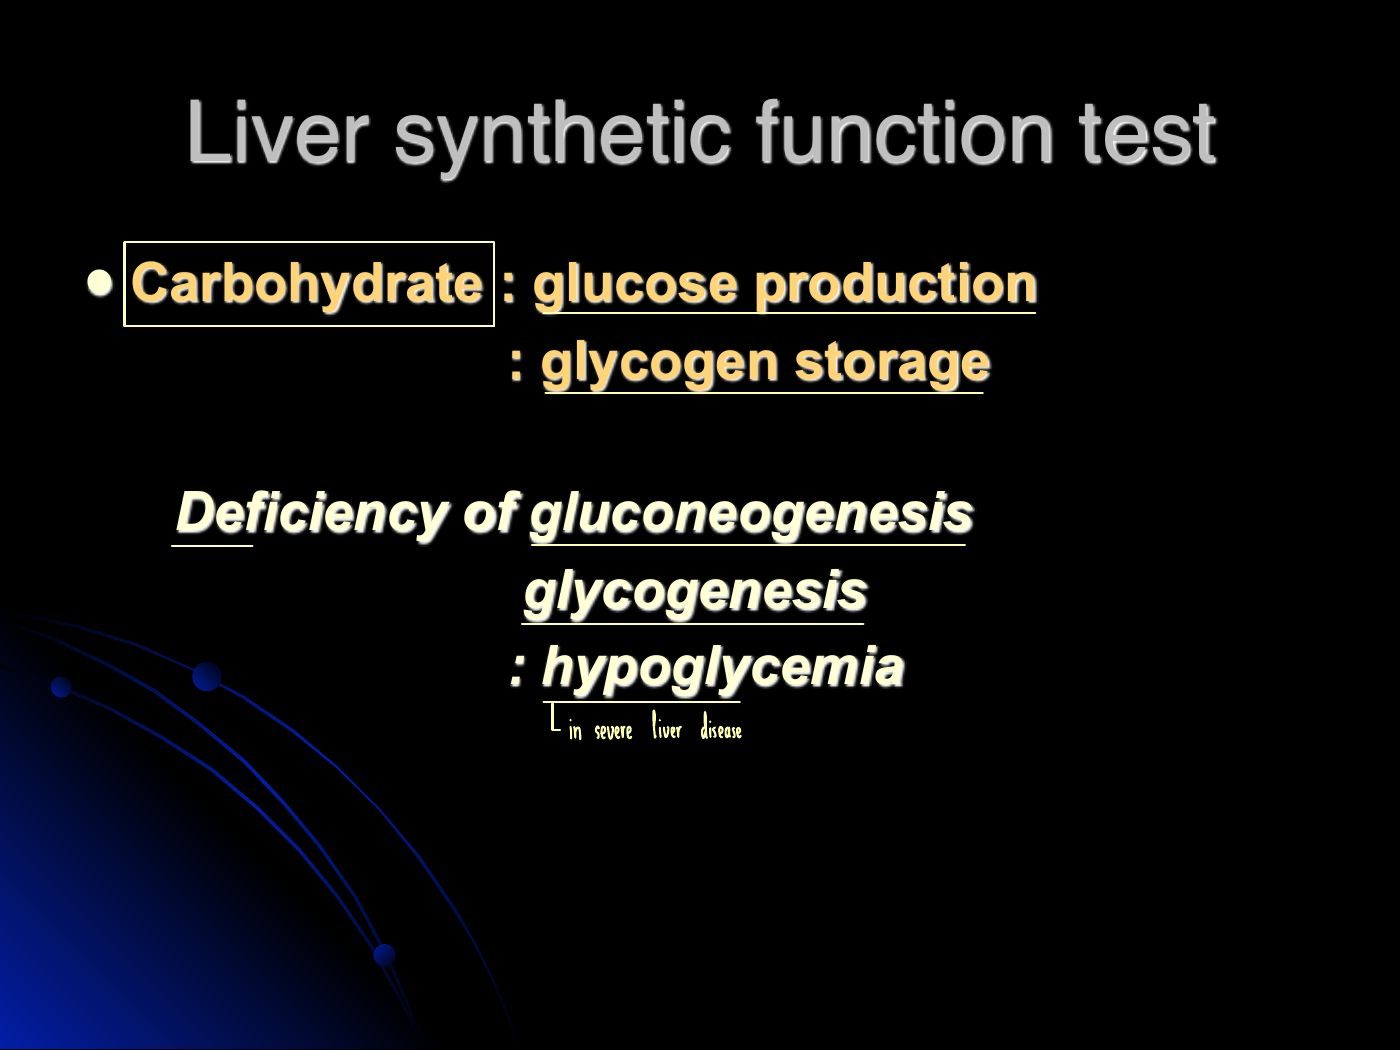 Liver synthetic function test
● Carbohydrate : glucose production
: glycogen storage
Deficiency of gluconeogenesis
glycogenesis
: hypoglycemia
in severe liver disease